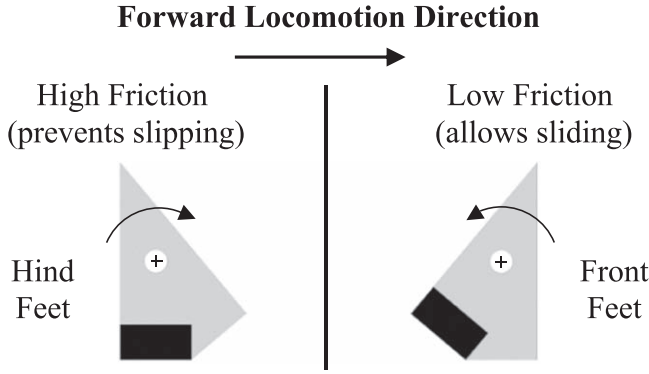 Forward Locomotion Direction
High Friction
(prevents slipping)
Low Friction
(allows sliding)
Hind
Feet
Front
Feet